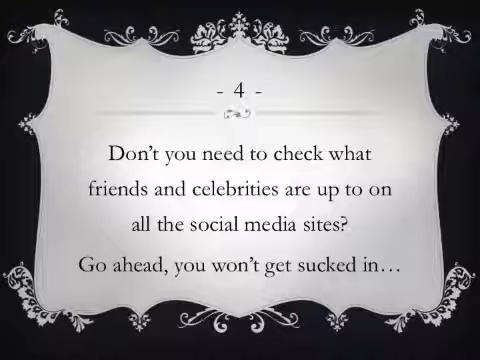 - 4 -
Don’t you need to check what
friends and celebrities are up to on
all the social media sites?
Go ahead, you won’t get sucked in…